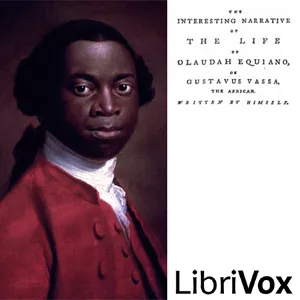 THE
INTERESTING NARRATIVE
OF
THE LIFE
OF
OLAUDAH EQUIANO,
OR
GUSTAVUS VASSA,
THE AFRICAN.
WRITTEN BY HIMSELF.
LibriVox